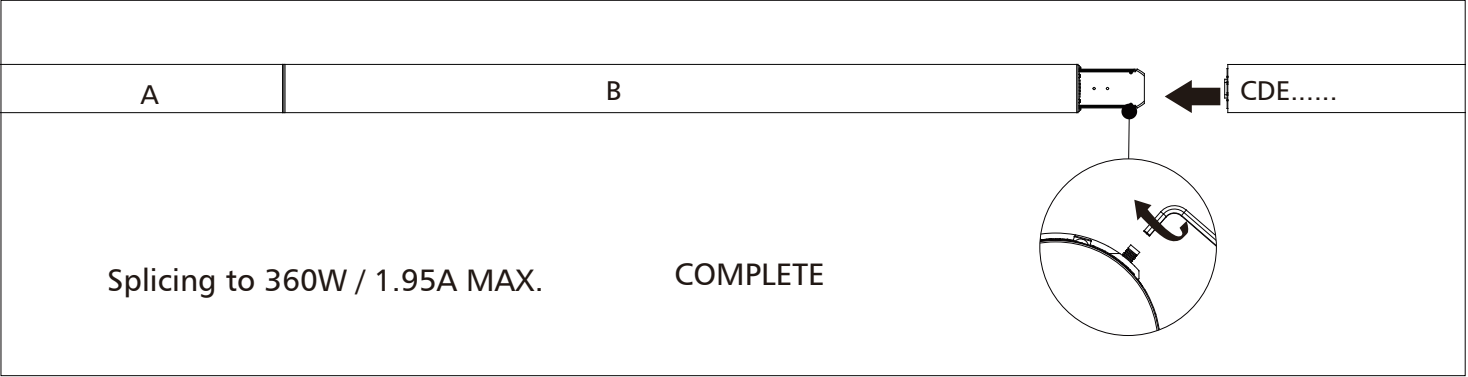 A
B
CDE......
Splicing to 360W / 1.95A MAX.
COMPLETE